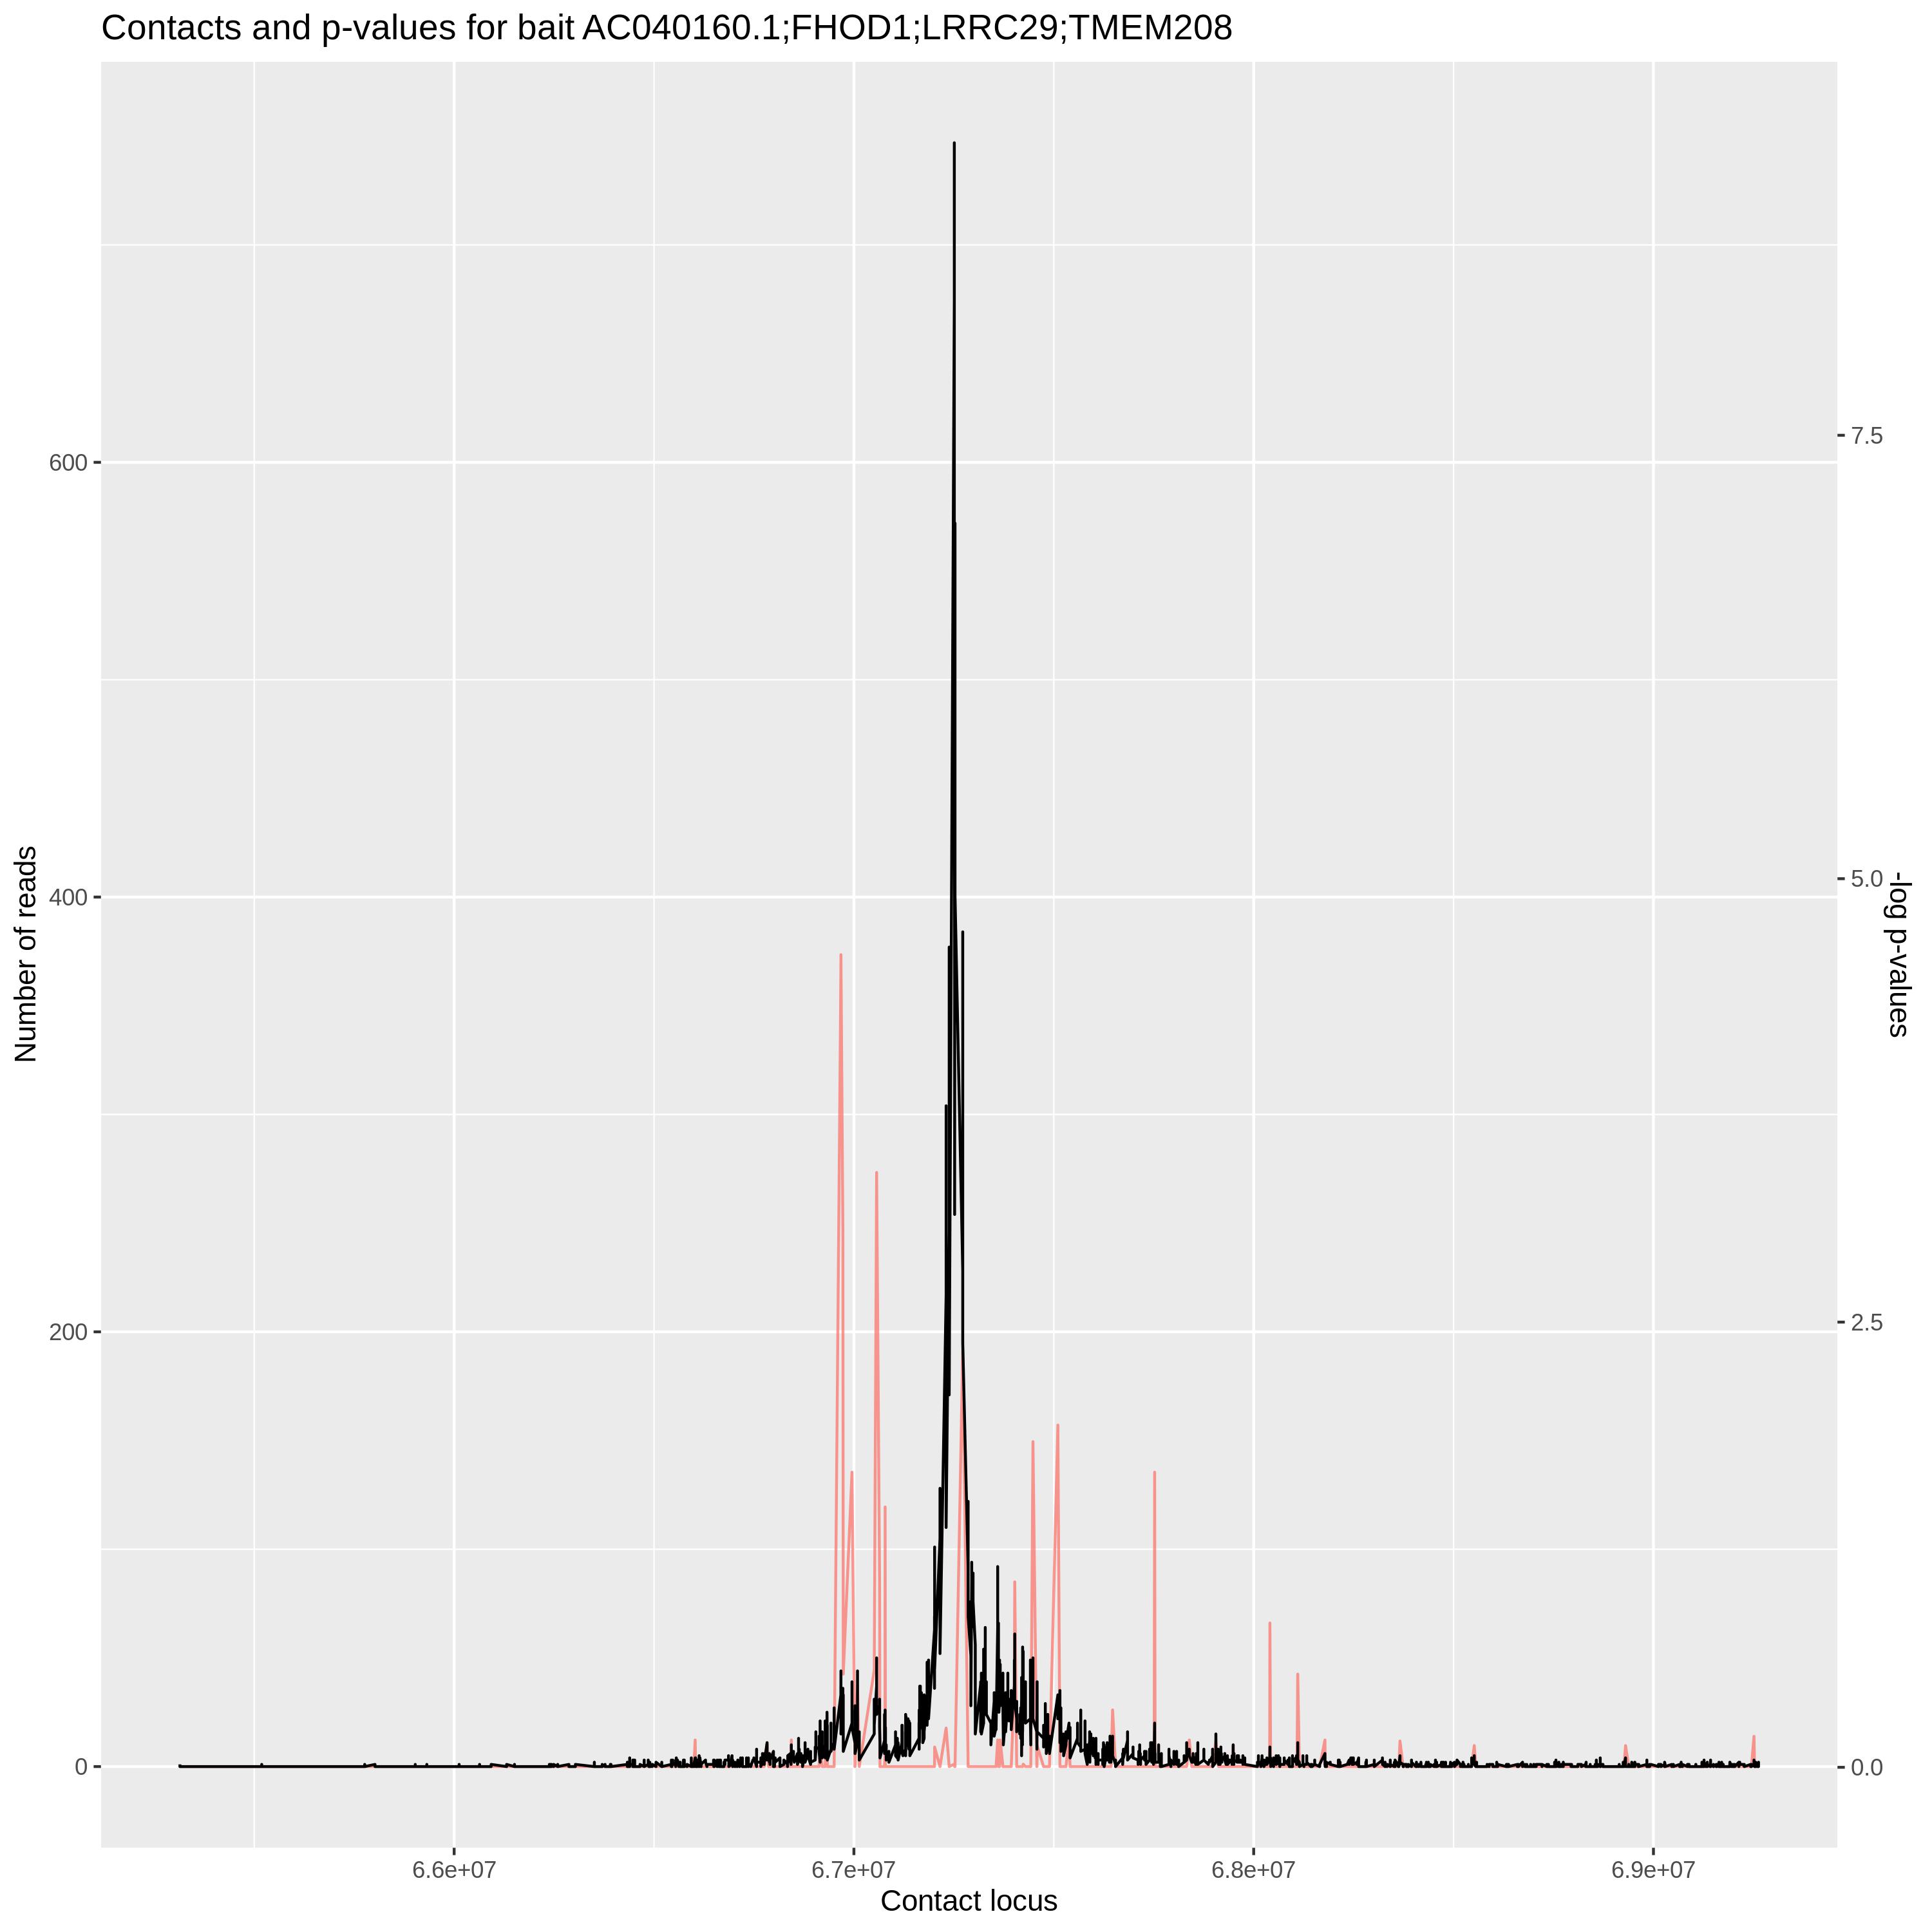 Contacts and p-values for bait AC040160.1;FHOD1;LRRC29;TMEM208
600
400
200
0
Number of reads
7.5
5.0
2.5
0.0
-log p-values
6.6e+07
6.7e+07
6.8e+07
6.9e+07
Contact locus